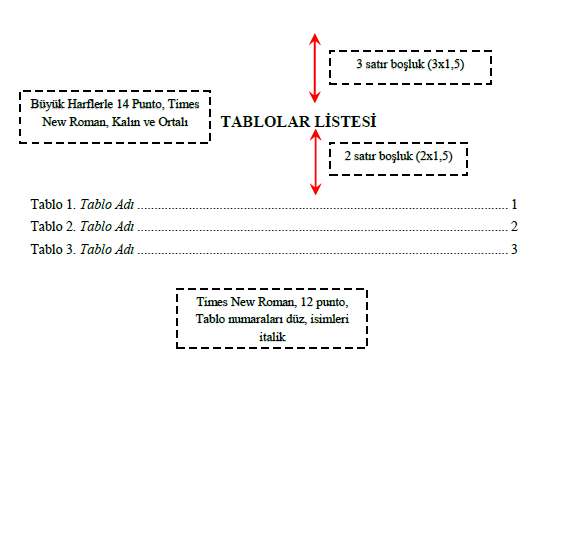 3 satır boşluk (3x1,5)
Büyük Harflerle 14 Punto, Times
New Roman, Kalın ve Ortalı
TABLOLAR LİSTESİ
2 satır boşluk (2x1,5)
Tablo 1. Tablo Adı ........................................................................................................ 1
Tablo 2. Tablo Adı ........................................................................................................ 2
Tablo 3. Tablo Adı ........................................................................................................ 3
Times New Roman, 12 punto,
Tablo numaraları düz, isimleri
italik